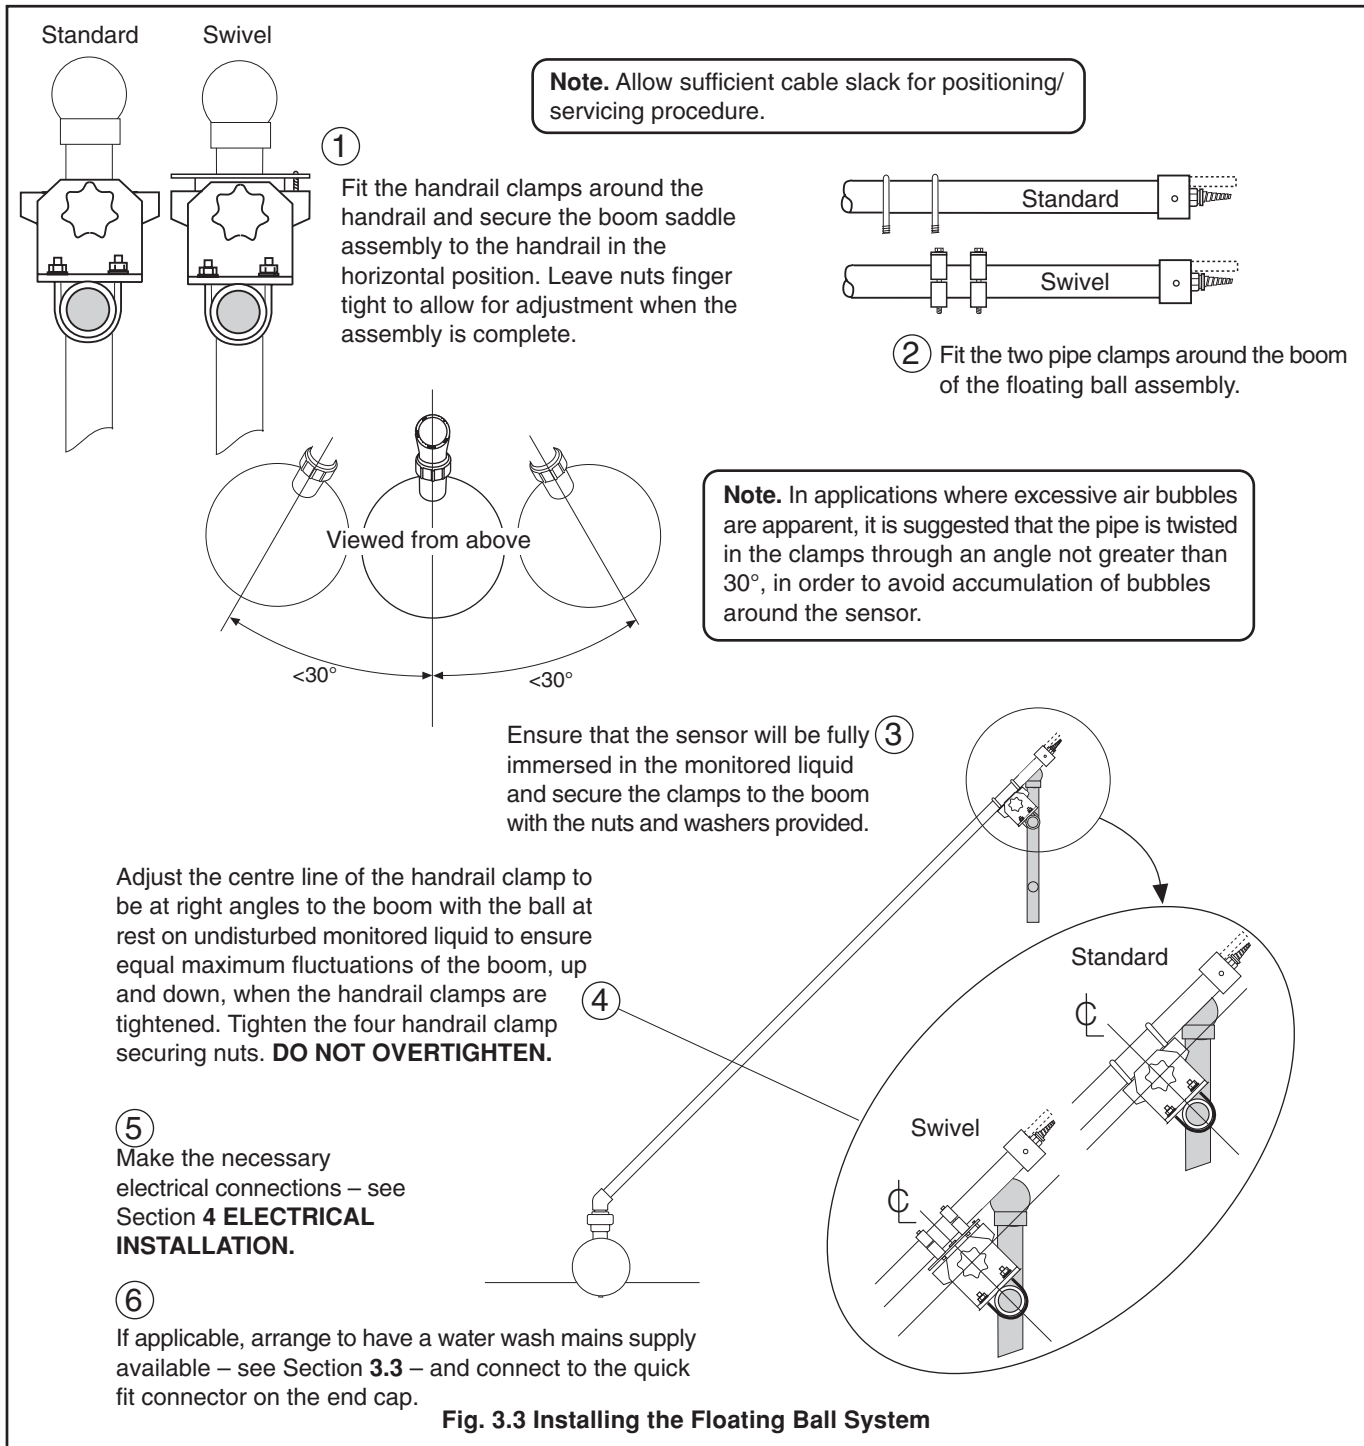 Standard
Swivel
Note. Allow sufficient cable slack for positioning/
servicing procedure.
1
Fit the handrail clamps around the
handrail and secure the boom saddle
assembly to the handrail in the
horizontal position. Leave nuts finger
tight to allow for adjustment when the
assembly is complete.
Standard
Swivel
2 Fit the two pipe clamps around the boom
of the floating ball assembly.
Viewed from above
<30°
<30°
Note. In applications where excessive air bubbles
are apparent, it is suggested that the pipe is twisted
in the clamps through an angle not greater than
30°, in order to avoid accumulation of bubbles
around the sensor.
Ensure that the sensor will be fully 3
immersed in the monitored liquid
and secure the clamps to the boom
with the nuts and washers provided.
Adjust the centre line of the handrail clamp to
be at right angles to the boom with the ball at
rest on undisturbed monitored liquid to ensure
equal maximum fluctuations of the boom, up
and down, when the handrail clamps are
tightened. Tighten the four handrail clamp
securing nuts. DO NOT OVERTIGHTEN.
4
Standard
℄
Swivel
℄
5
Make the necessary
electrical connections – see
Section 4 ELECTRICAL
INSTALLATION.
6
If applicable, arrange to have a water wash mains supply
available – see Section 3.3 – and connect to the quick
fit connector on the end cap.
Fig. 3.3 Installing the Floating Ball System